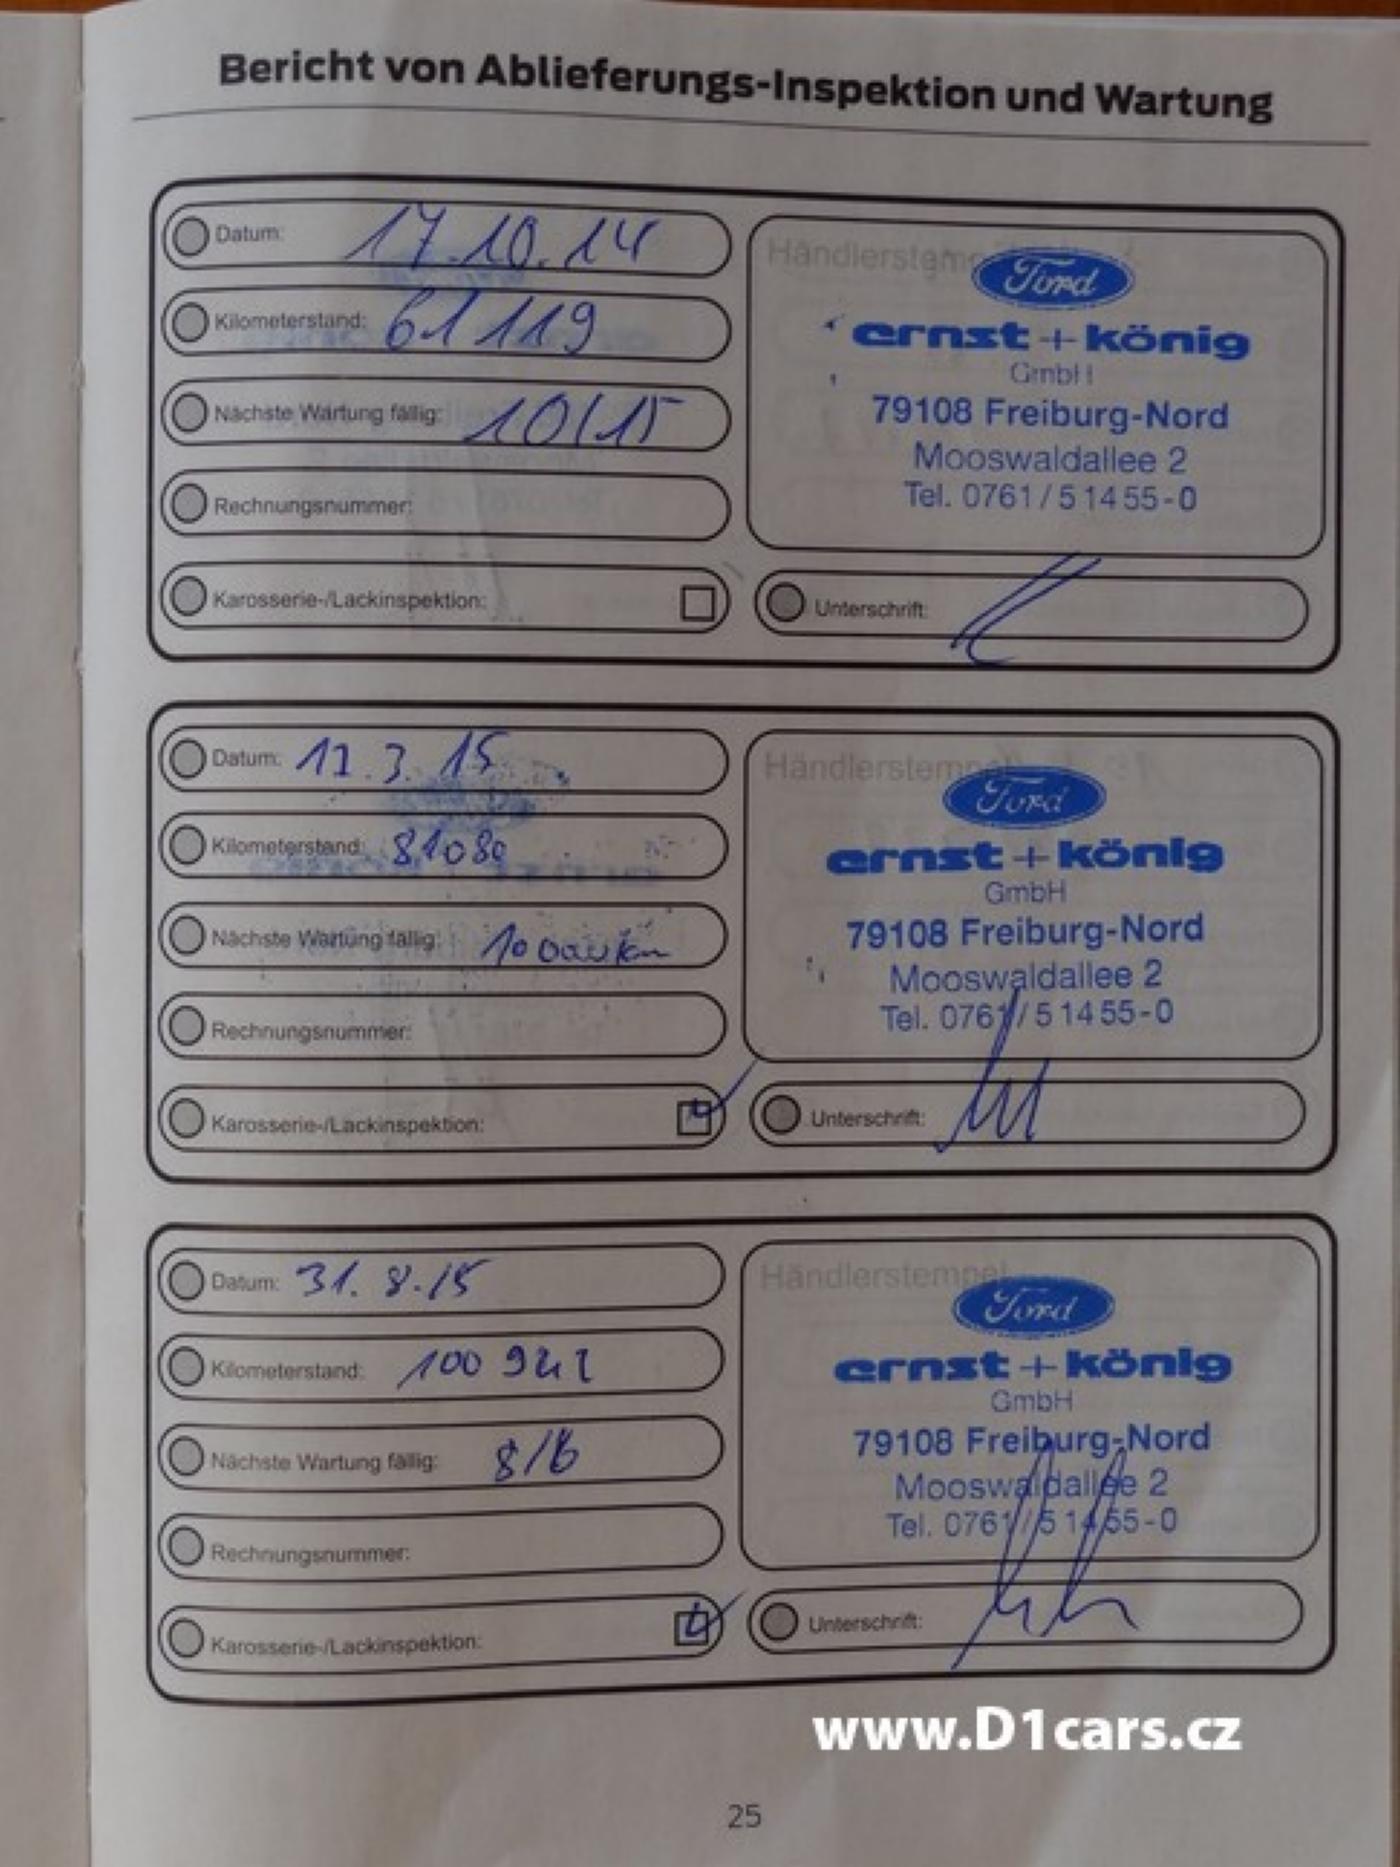 Bericht von Ablieferungs-Inspektion und Wartung
Datum: 17.10.14
Kilometerstand: 61 119
Nächste Wartung fällig: 10/15
Rechnungsnummer:
Karosserie-/Lackinspektion:
Händlerstempel
Ford
ernst + könig
GmbH
79108 Freiburg-Nord
Mooswaldallee 2
Tel. 0761/5 14 55-0
Unterschrift:
Datum: 17.3.15
Kilometerstand: 81080
Nächste Wartung fällig:
Rechnungsnummer:
Karosserie-/Lackinspektion:
Händlerstempel
Ford
ernst + könig
GmbH
79108 Freiburg-Nord
Mooswaldallee 2
Tel. 0761/5 14 55-0
Unterschrift:
Datum: 31.8.15
Kilometerstand: 100
Nächste Wartung fällig: 8/16
Rechnungsnummer:
Karosserie-/Lackinspektion:
Händlerstempel
Ford
ernst + könig
GmbH
79108 Freiburg-Nord
Mooswaldallee 2
Tel. 0761/5 14 55-0
Unterschrift:
www.D1cars.cz
25